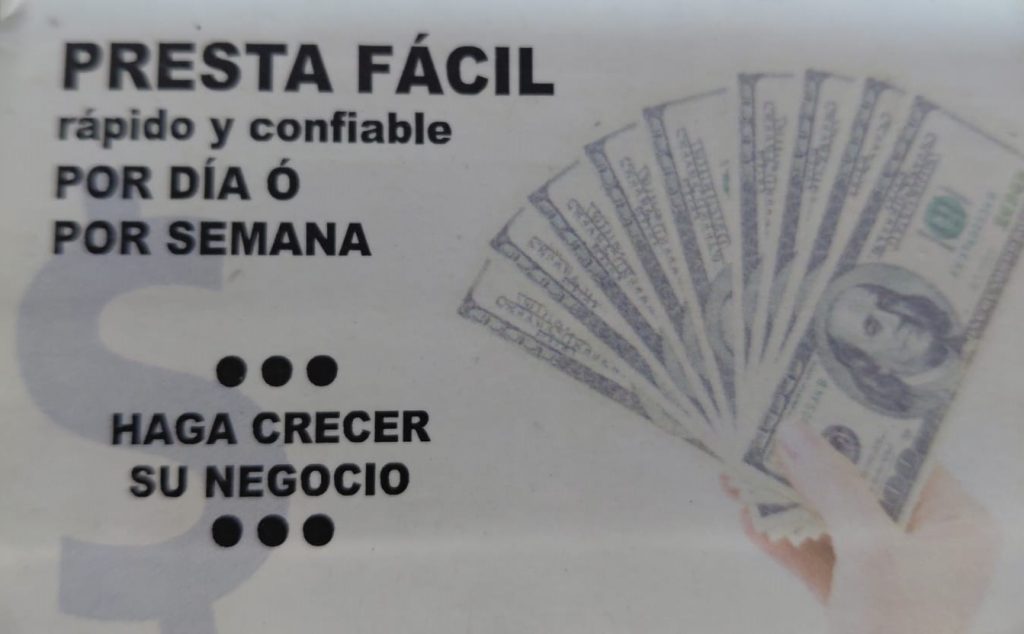 PRESTA FÁCIL
rápido y confiable
POR DÍA Ó
POR SEMANA
HAGA CRECER
SU NEGOCIO